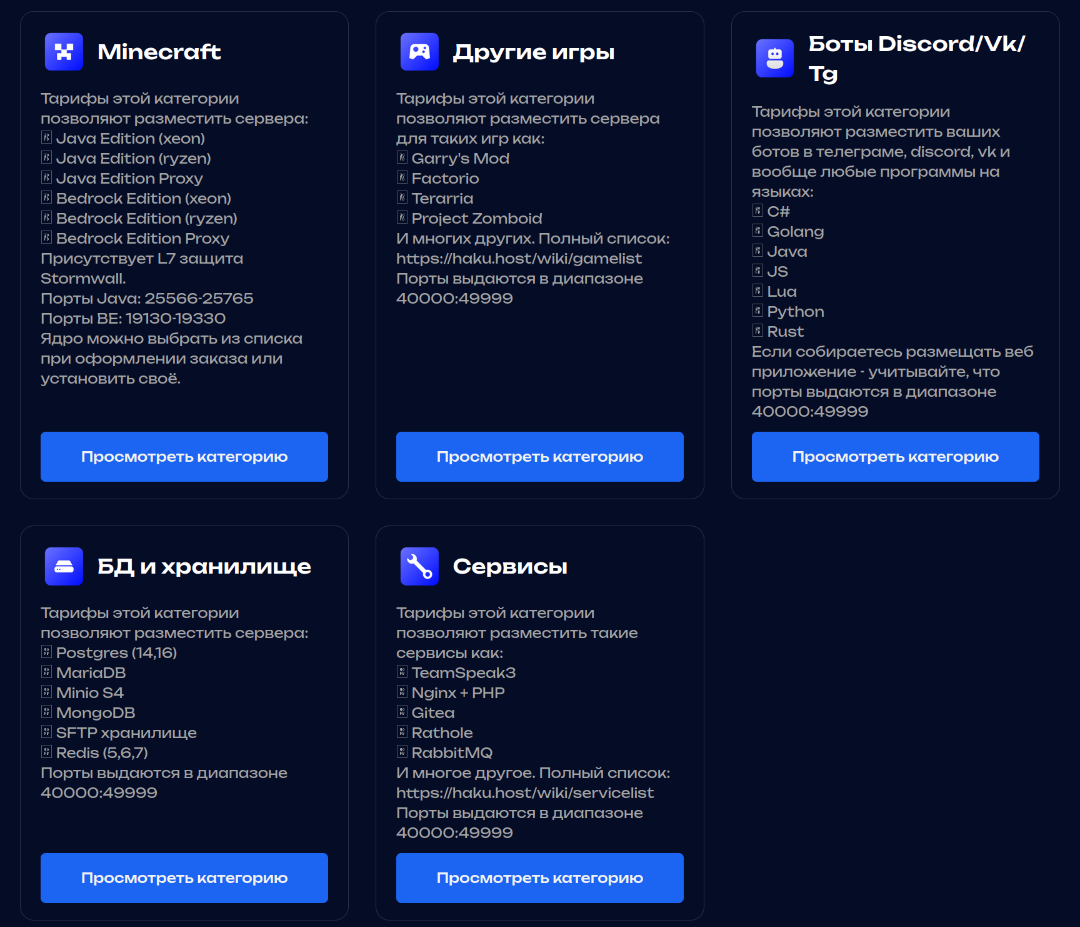 Minecraft
Тарифы этой категории
позволяют разместить сервера:
Java Edition (xeon)
Java Edition (ryzen)
Java Edition Proxy
Bedrock Edition (xeon)
Bedrock Edition (ryzen)
Bedrock Edition Proxy
Присутствует L7 защита
Stormwall.
Порты Java: 25566-25765
Порты BE: 19130-19330
Ядро можно выбрать из списка
при оформлении заказа или
установить своё.
Просмотреть категорию
Другие игры
Тарифы этой категории
позволяют разместить сервера
для таких игр как:
Garry's Mod
Factorio
Terarria
Project Zomboid
И многих других. Полный список:
https://haku.host/wiki/gamelist
Порты выдаются в диапазоне
40000:49999
Просмотреть категорию
Боты Discord/Vk/
Tg
Тарифы этой категории
позволяют разместить ваших
ботов в телеграме, discord, vk и
вообще любые программы на
языках:
C#
Golang
Java
JS
Lua
Python
Rust
Если собираетесь размещать веб
приложение - учитывайте, что
порты выдаются в диапазоне
40000:49999
Просмотреть категорию
БД и хранилище
Тарифы этой категории
позволяют разместить сервера:
Postgres (14,16)
MariaDB
Minio S4
MongoDB
SFTP хранилище
Redis (5,6,7)
Порты выдаются в диапазоне
40000:49999
Просмотреть категорию
Сервисы
Тарифы этой категории
позволяют разместить такие
сервисы как:
TeamSpeak3
Nginx + PHP
Gitea
Rathole
RabbitMQ
И многое другое. Полный список:
https://haku.host/wiki/servicelist
Порты выдаются в диапазоне
40000:49999
Просмотреть категорию